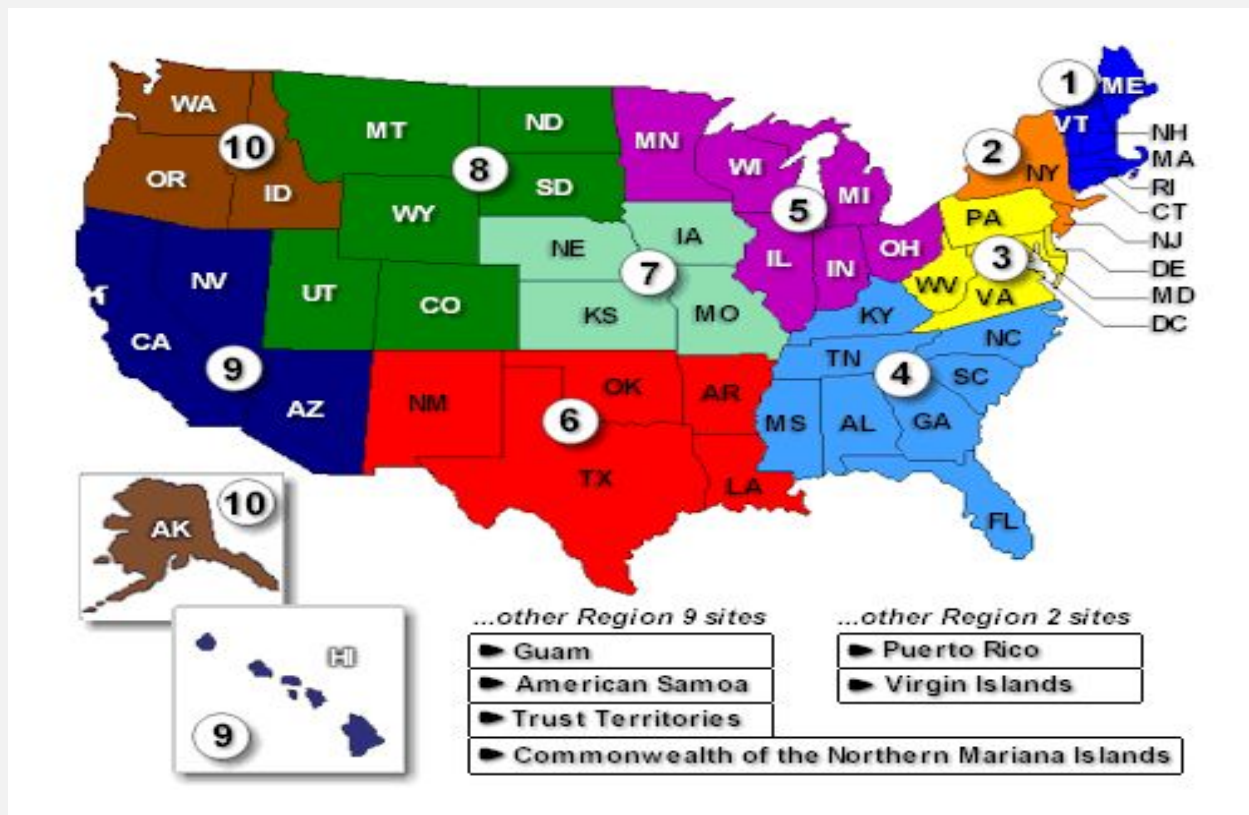 1
ME
WA
MT
ND
MN
VT
NH
10
2
MA
OR
ID
8
SD
WI
MI
NY
RI
WY
5
PA
CT
NE
IA
OH
NJ
NV
UT
CO
7
IL
IN
WV
3
DE
VA
MD
KS
MO
KY
DC
CA
NC
9
TN
4
SC
AZ
NM
OK
AR
6
MS
AL
GA
TX
LA
FL
AK
10
HI
9
...other Region 9 sites
Guam
American Samoa
Trust Territories
Commonwealth of the Northern Mariana Islands
...other Region 2 sites
Puerto Rico
Virgin Islands